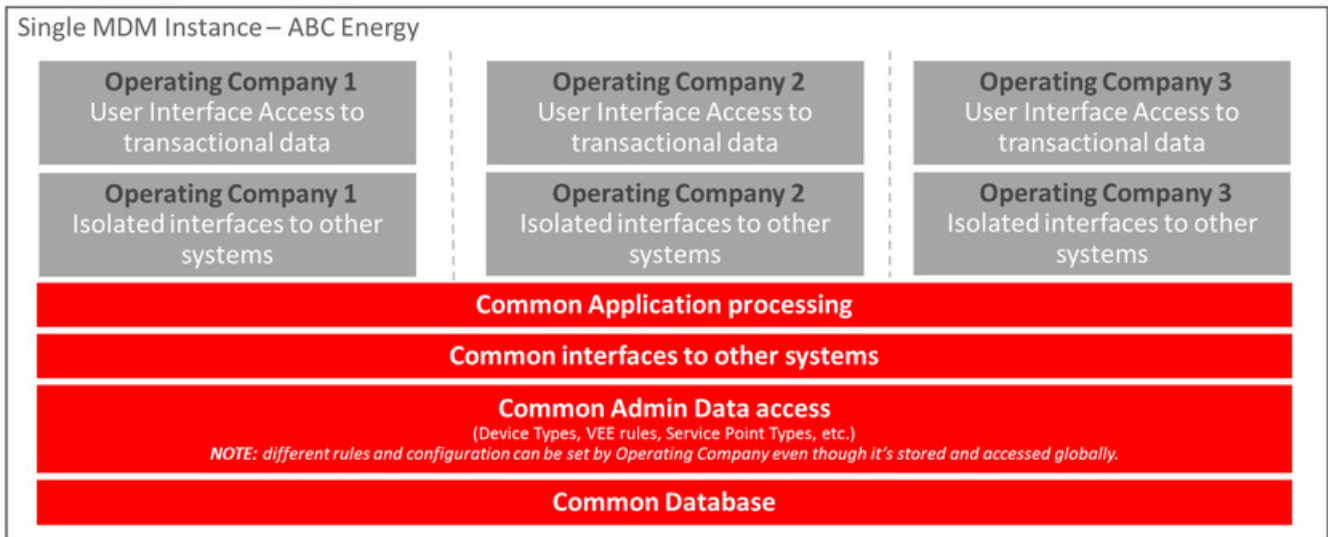 Single MDM Instance – ABC Energy
Operating Company 1
User Interface Access to
transactional data
Operating Company 2
User Interface Access to
transactional data
Operating Company 3
User Interface Access to
transactional data
Operating Company 1
Isolated interfaces to other
systems
Operating Company 2
Isolated interfaces to other
systems
Operating Company 3
Isolated interfaces to other
systems
Common Application processing
Common interfaces to other systems
Common Admin Data access
(Device Types, VEE rules, Service Point Types, etc.)
NOTE: different rules and configuration can be set by Operating Company even though it's stored and accessed globally.
Common Database